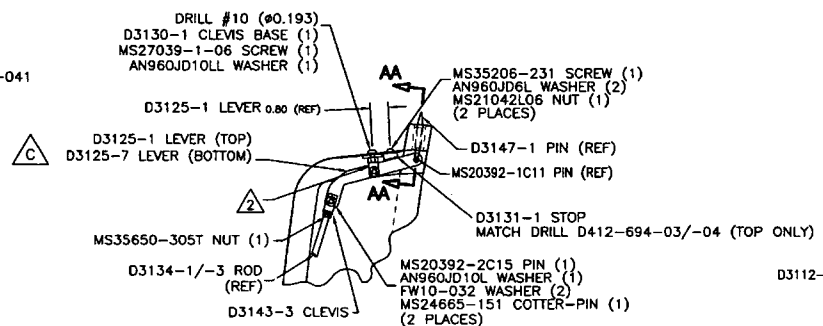 DRILL #10 (ø0.193)
D3130-1 CLEVIS BASE (1)
MS27039-1-06 SCREW (1)
AN960JD10LL WASHER (1)
-041
AA
MS35206-231 SCREW (1)
AN960JD6L WASHER (2)
MS21042L06 NUT (1)
(2 PLACES)
D3125-1 LEVER 0.80 (REF)
C
D3125-1 LEVER (TOP)
D3125-7 LEVER (BOTTOM)
D3147-1 PIN (REF)
MS20392-1C11 PIN (REF)
AA
2
D3131-1 STOP
MATCH DRILL D412-694-03/-04 (TOP ONLY)
MS35650-305T NUT (1)
D3134-1/-3 ROD
(REF)
D3143-3 CLEVIS
MS20392-2C15 PIN (1)
AN960JD10L WASHER (1)
FW10-032 WASHER (2)
MS24665-151 COTTER-PIN (1)
(2 PLACES)
D3112-